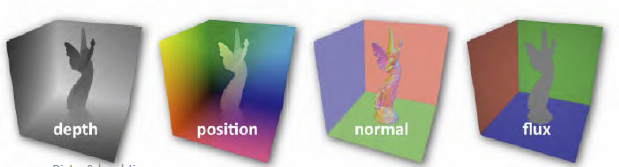 depth
position
normal
flux